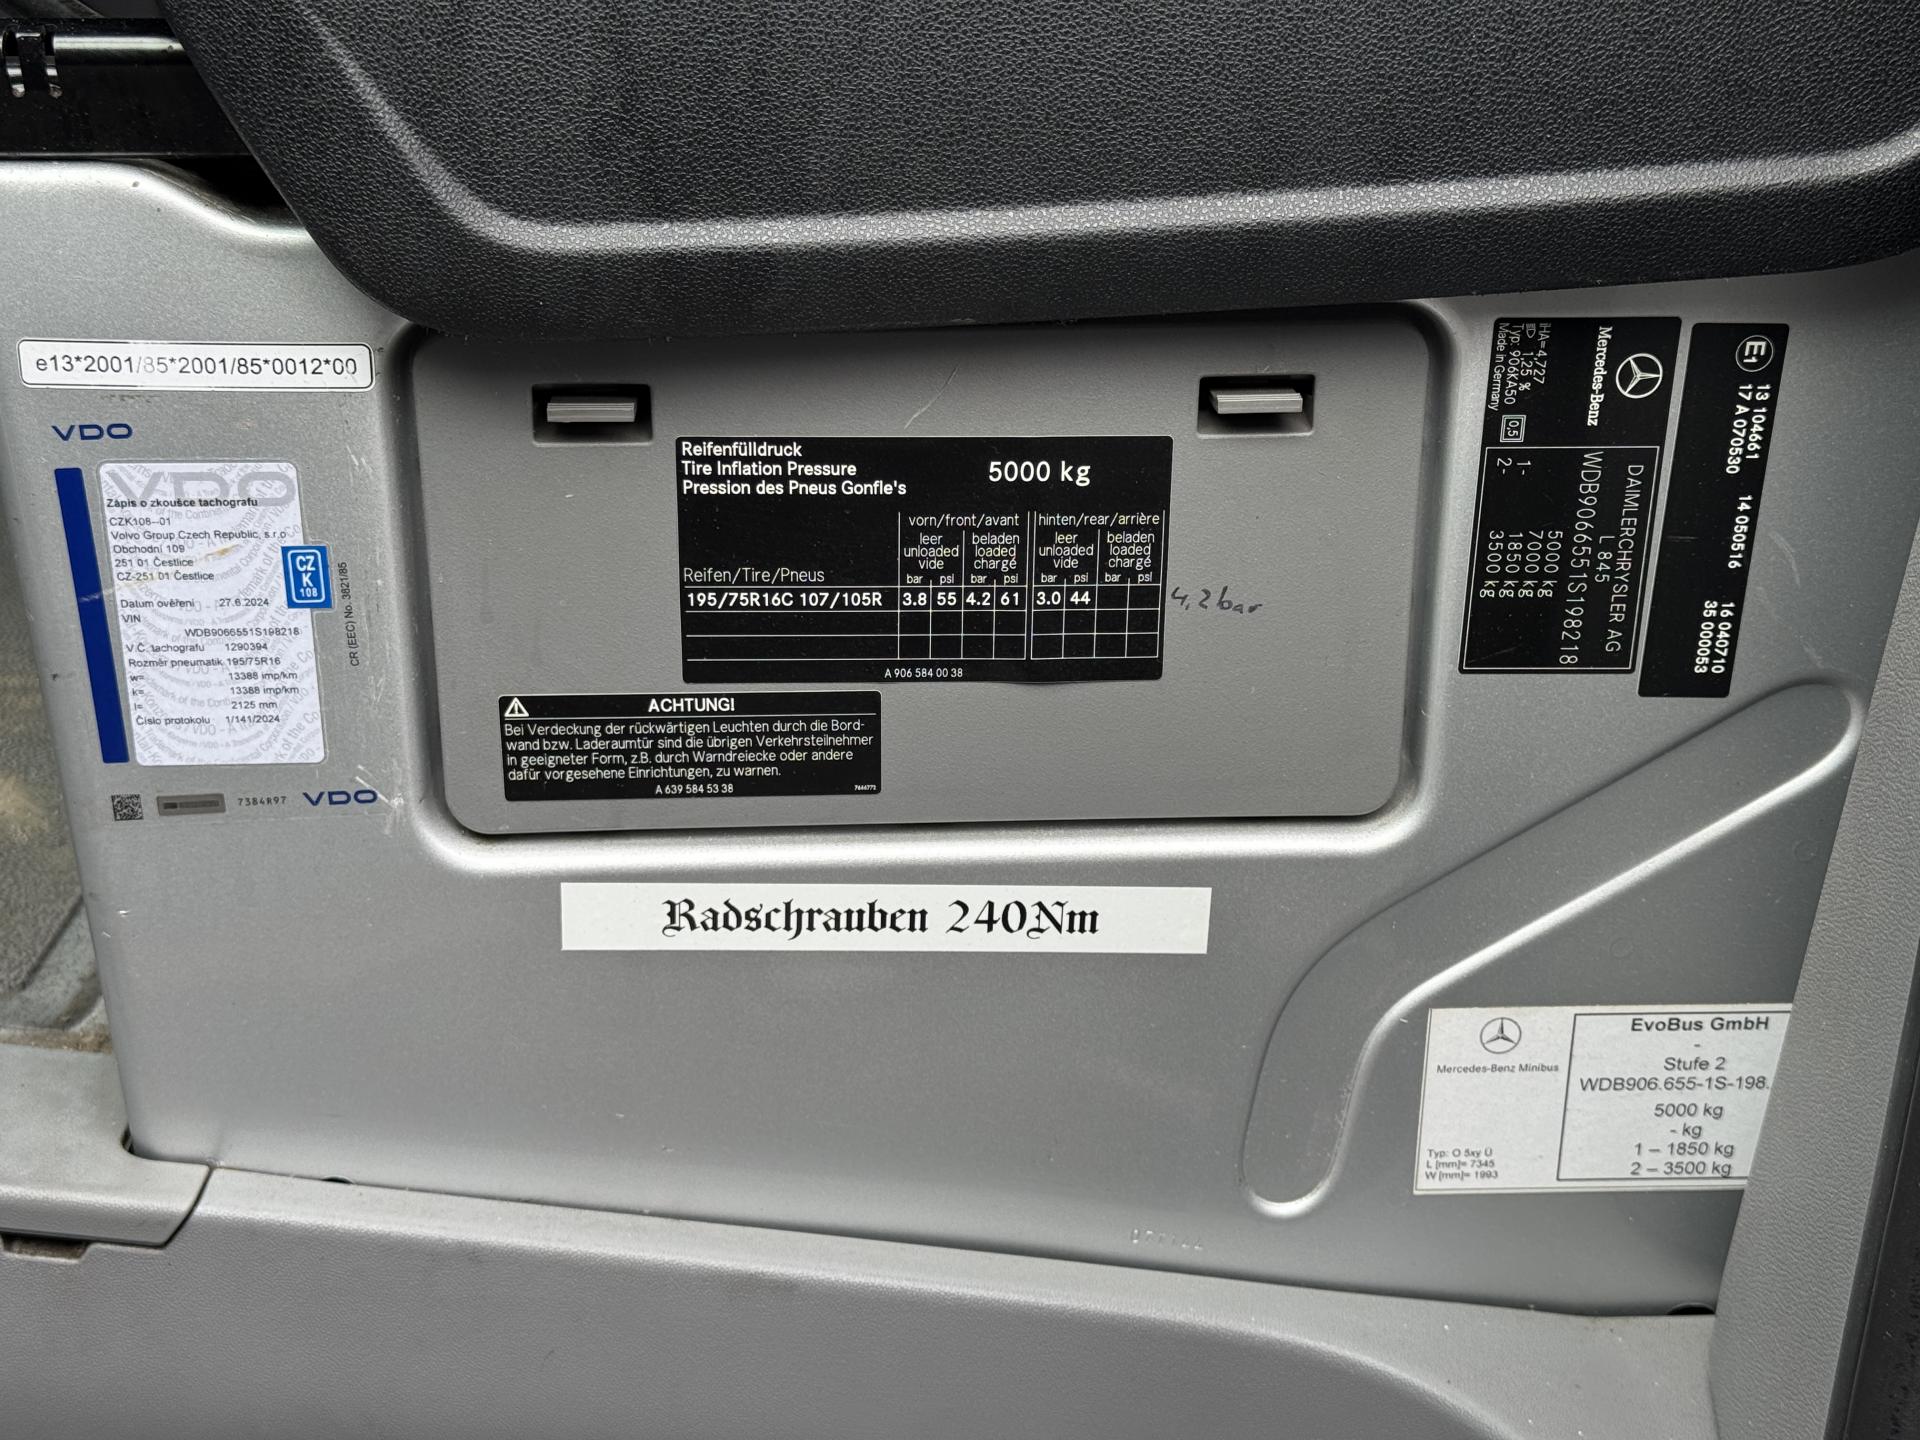 e13*2001/85*2001/85*0012*00
VDO
Zápis o zkoušce tachografu
CZK108--01
Volvo Group Czech Republic, s.r.o
Obchodní 109
251 01 Čestlice
CZ-251 01 Čestlice
Datum ověření 27.6.2024
VIN
WDB9066551S198218
V.Č. tachografu 1290394
Rozměr pneumatik 195/75R16
w= 13388 imp/km
k= 13388 imp/km
l= 2125 mm
Číslo protokolu 1/141/2024
CZ
K
108
CR (EEC) No. 3821/85
7384R97 VDO
Reifenfülldruck
Tire Inflation Pressure 5000 kg
Pression des Pneus Gonfle's
vorn/front/avant hinten/rear/arrière
leer beladen leer beladen
unloaded loaded unloaded loaded
vide chargé vide chargé
Reifen/Tire/Pneus bar psi bar psi bar psi bar psi
195/75R16C 107/105R 3.8 55 4.2 61 3.0 44
4,2 bar
A 906 584 00 38
ACHTUNG!
Bei Verdeckung der rückwärtigen Leuchten durch die Bord-
wand bzw. Laderaumtür sind die übrigen Verkehrsteilnehmer
in geeigneter Form, z.B. durch Warndreiecke oder andere
dafür vorgesehene Einrichtungen, zu warnen.
A 639 584 53 38
7644772
Radschrauben 240Nm
Mercedes-Benz
iHA=4,727
1,25 %
Typ: 906KA50
Made in Germany
0,5
DAIMLERCHRYSLER AG
L 845
WDB9066551S198218
5000 kg
7000 kg
1- 1850 kg
2- 3500 kg
E1
13 104661 14 050516 16 040710
17 A 070530 35 000053
Mercedes-Benz Minibus
Typ: O 5xy Ü
L [mm]= 7345
W [mm]= 1993
EvoBus GmbH
-
Stufe 2
WDB906.655-1S-198.
5000 kg
- kg
1 – 1850 kg
2 – 3500 kg